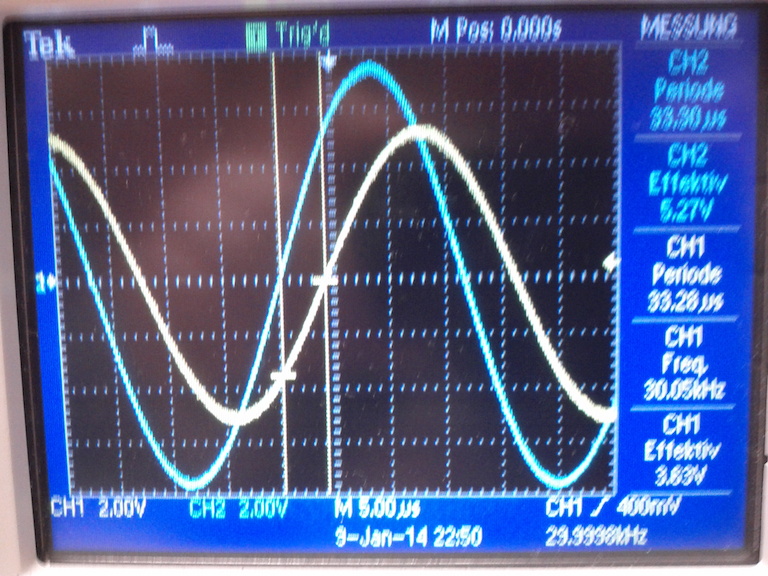 Tek
Trig'd
M Pos: 0.000s
MESSUNG
CH2
Periode
33.30µs
CH2
Effektiv
5.27V
CH1
Periode
33.28µs
CH1
Freq.
30.05kHz
CH1
Effektiv
3.63V
1
CH1 2.00V
CH2 2.00V
M 5.00µs
CH1
400mV
9-Jan-14 22:50
29.9998kHz